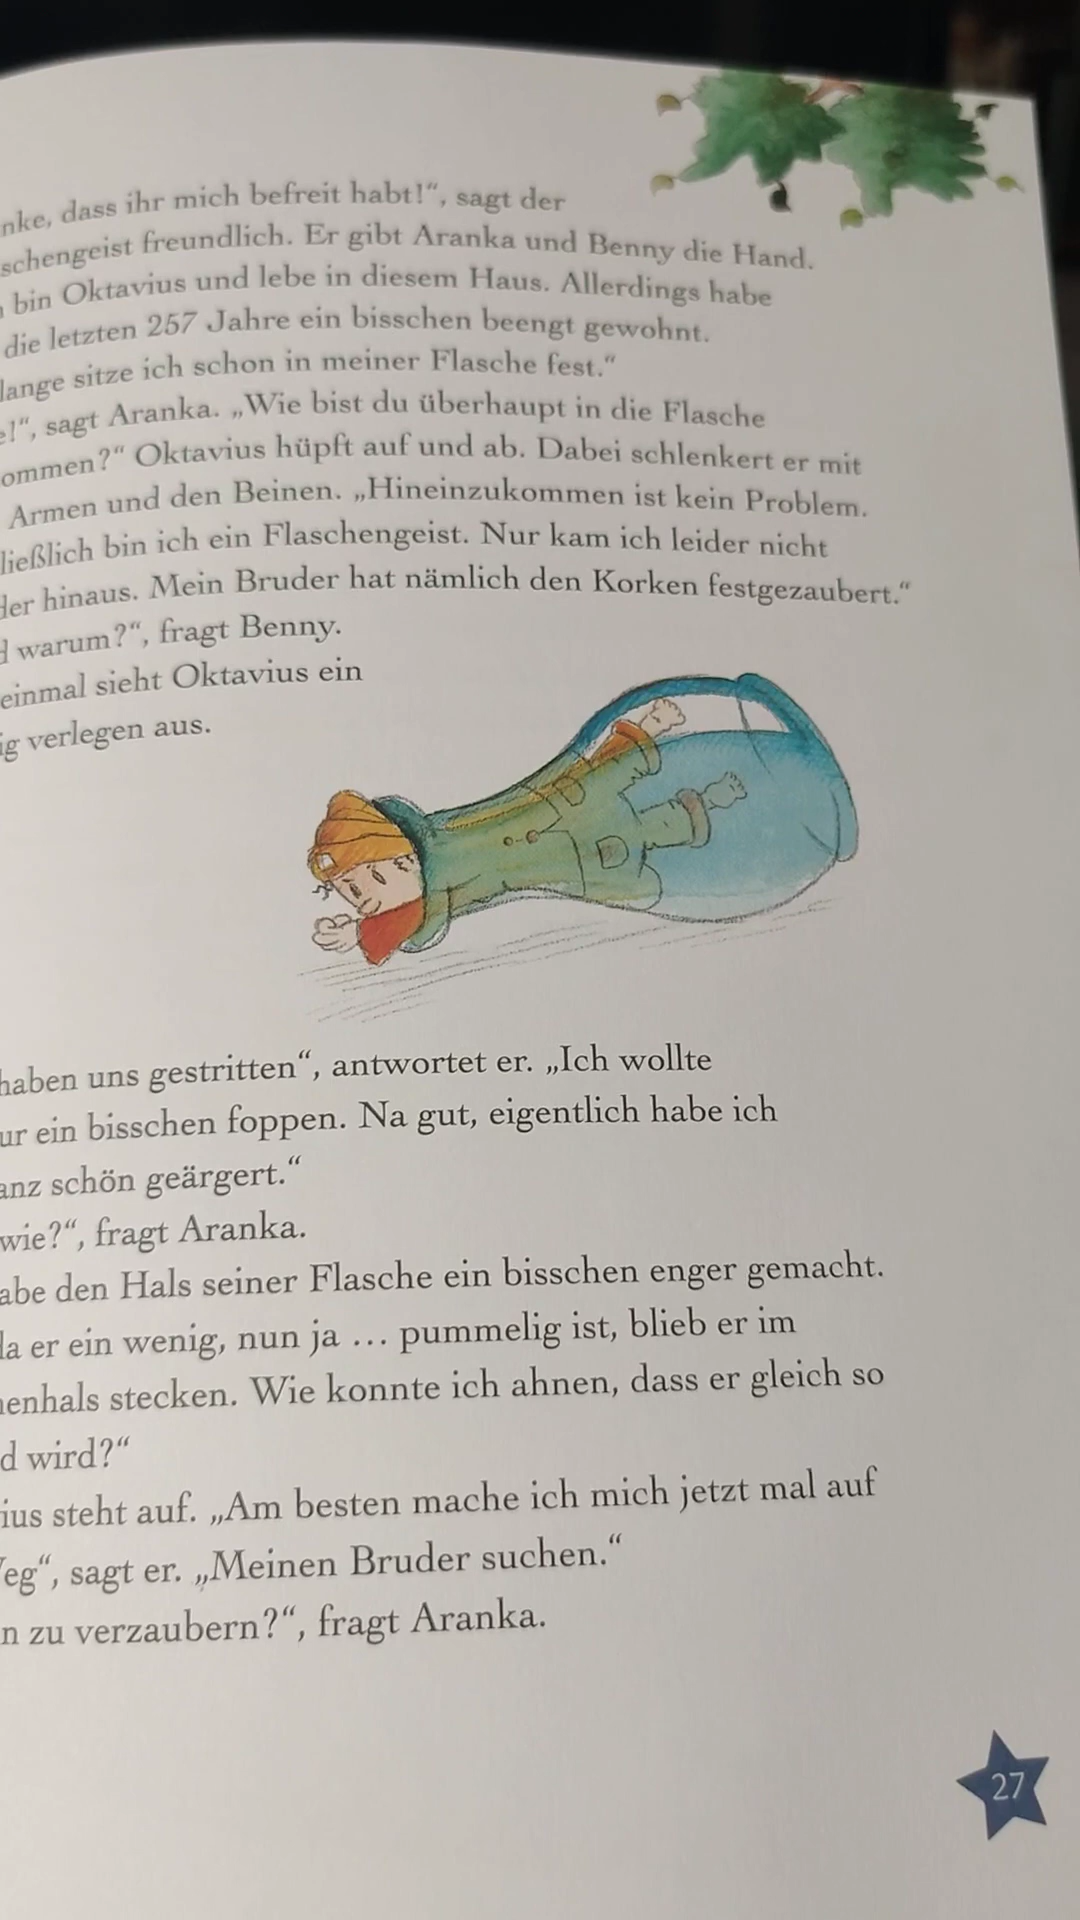 dass ihr mich befreit habt!“, sagt der
freundlich. Er gibt Aranka und Benny die Hand.
bin Oktavius und lebe in diesem Haus. Allerdings habe
die letzten 257 Jahre ein bisschen beengt gewohnt.
lange sitze ich schon in meiner Flasche fest.“
sagt Aranka. „Wie bist du überhaupt in die Flasche
ommen?“ Oktavius hüpft auf und ab. Dabei schlenkert er mit
Armen und den Beinen. „Hineinzukommen ist kein Problem.
ließlich bin ich ein Flaschengeist. Nur kam ich leider nicht
der hinaus. Mein Bruder hat nämlich den Korken festgezaubert.“
warum?“, fragt Benny.
einmal sieht Oktavius ein
ig verlegen aus.
haben uns gestritten“, antwortet er. „Ich wollte
ur ein bisschen foppen. Na gut, eigentlich habe ich
anz schön geärgert.“
wie?“, fragt Aranka.
abe den Hals seiner Flasche ein bisschen enger gemacht.
da er ein wenig, nun ja … pummelig ist, blieb er im
henhals stecken. Wie konnte ich ahnen, dass er gleich so
d wird?“
ius steht auf. „Am besten mache ich mich jetzt mal auf
eg“, sagt er. „Meinen Bruder suchen.“
n zu verzaubern?“, fragt Aranka.
27